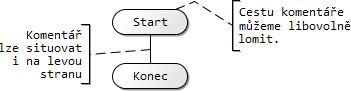 Komentář
lze situovat
i na levou
stranu
Start
Konec
Cestu komentáře
můžeme libovolně
lomit.